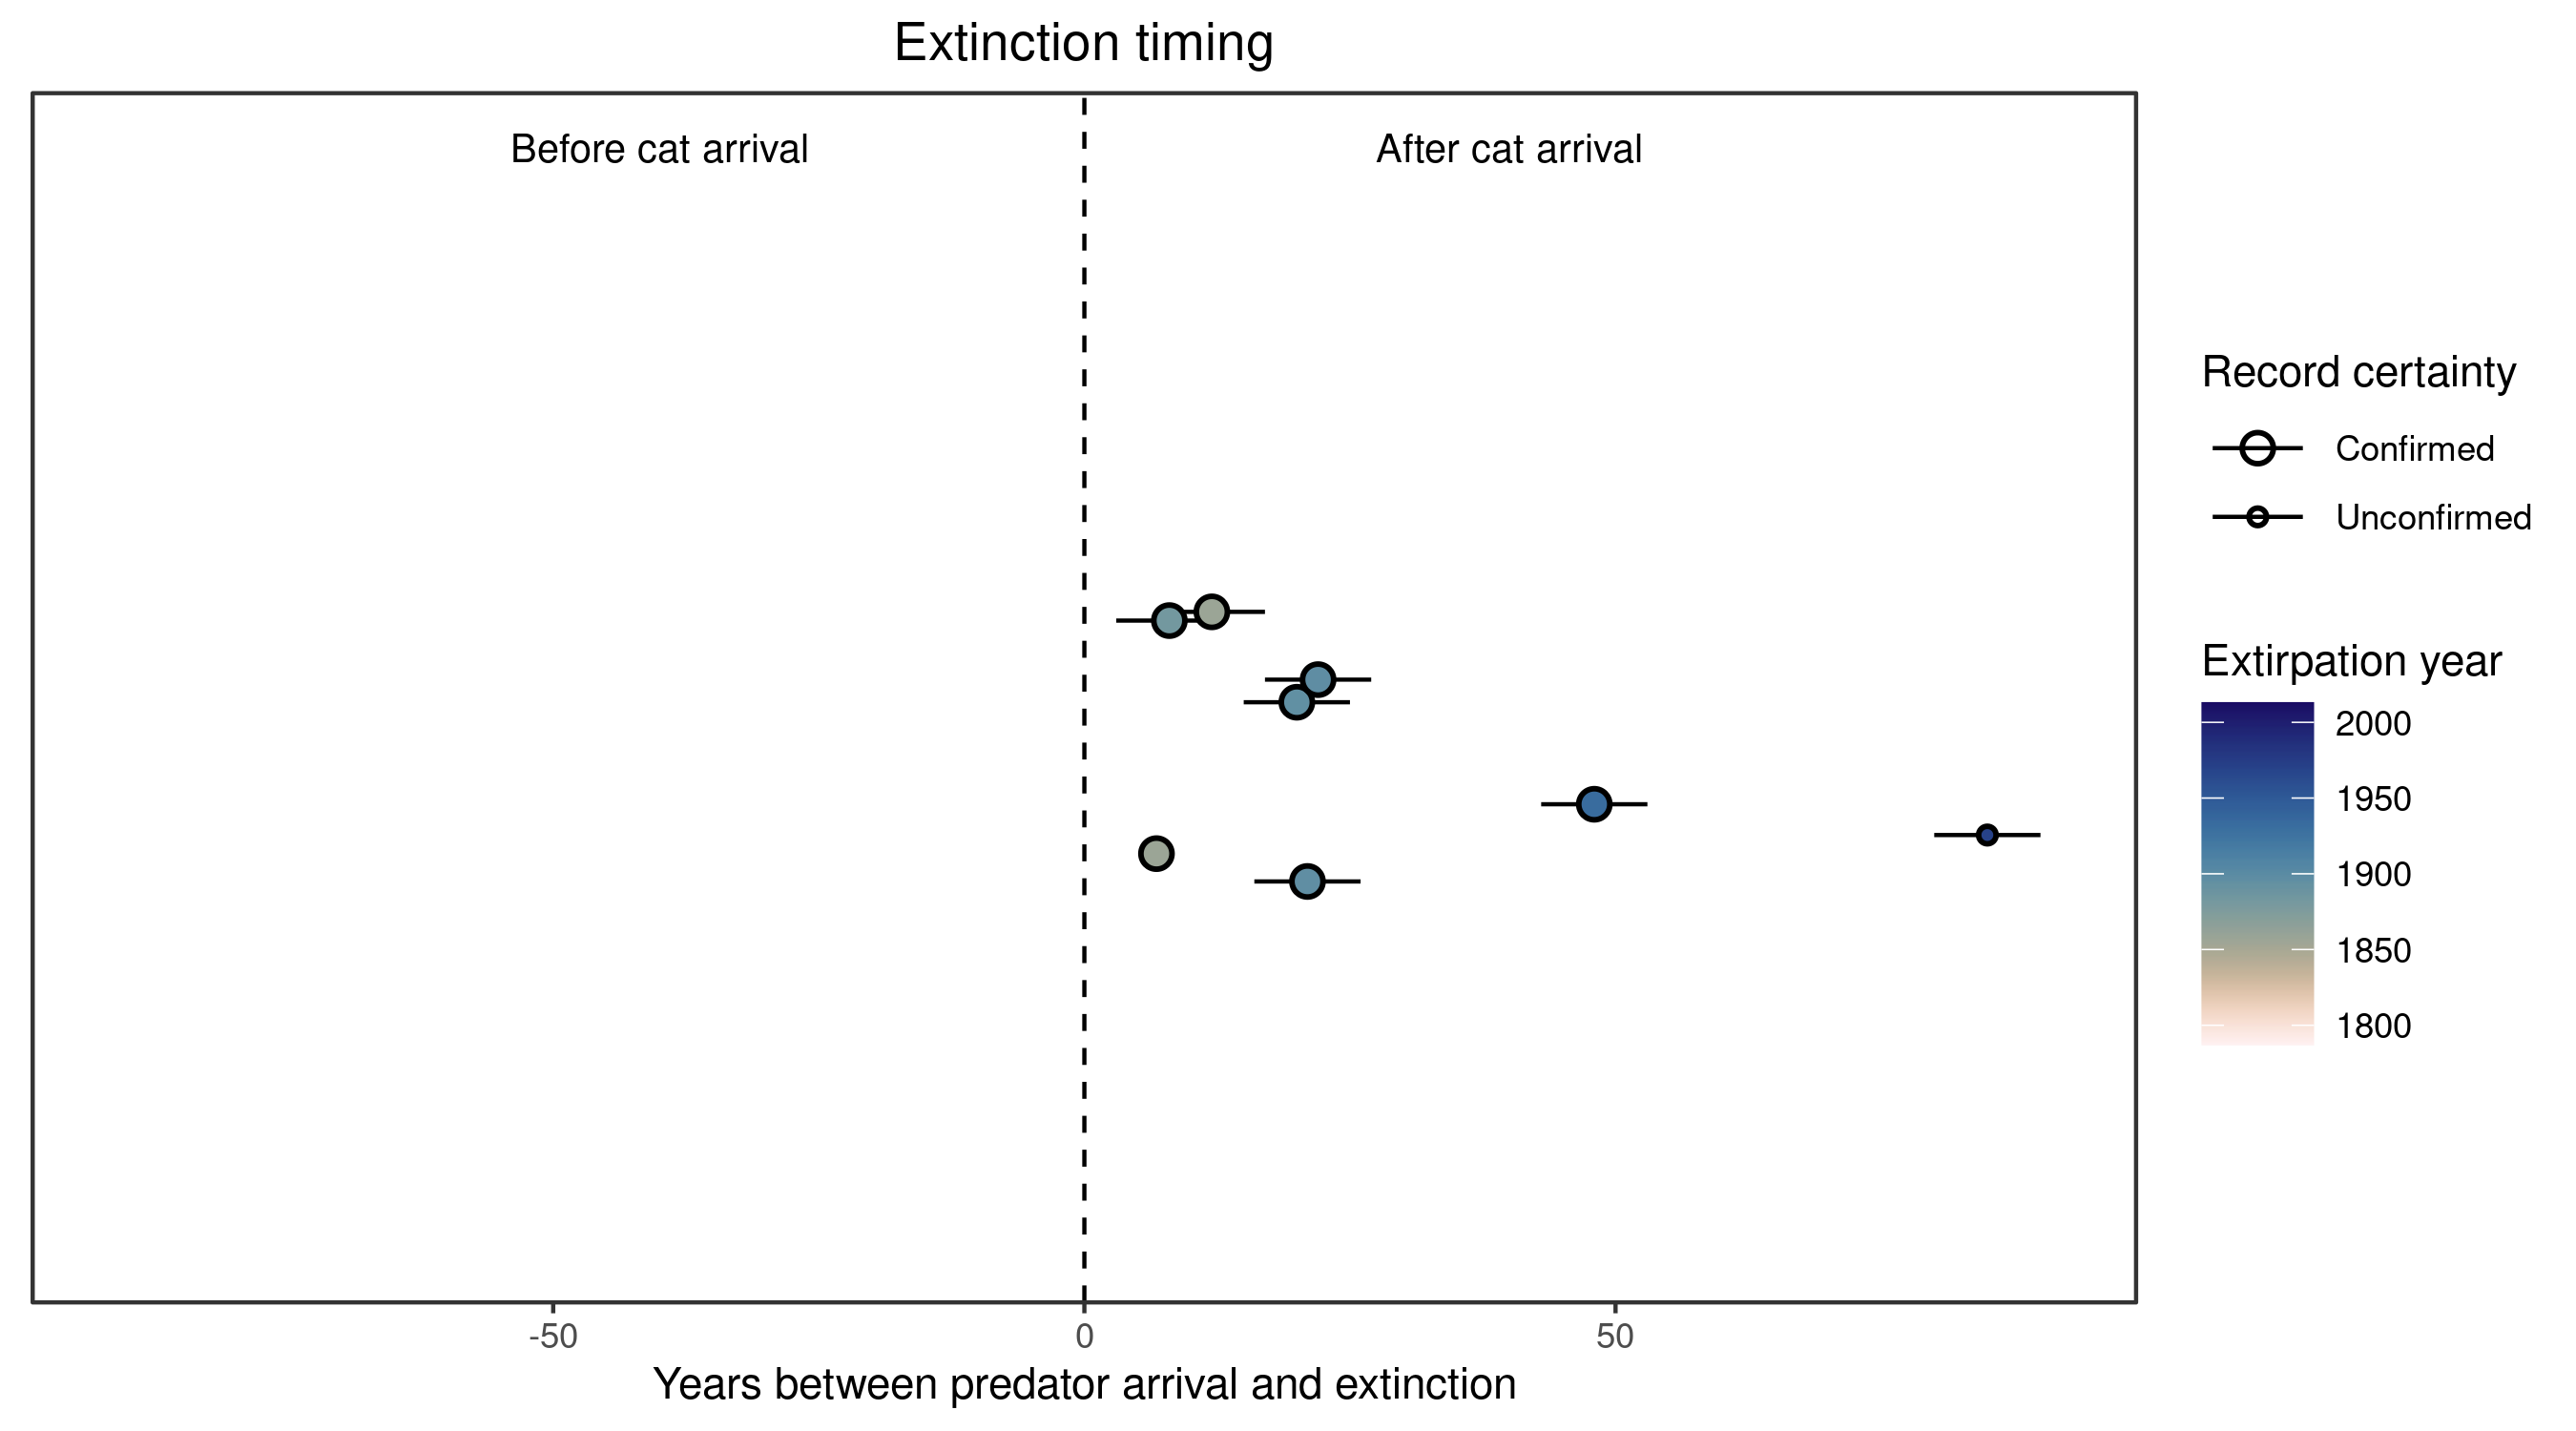 Extinction timing
Before cat arrival
After cat arrival
Record certainty
Confirmed
Unconfirmed
Extirpation year
2000
1950
1900
1850
1800
-50
0
50
Years between predator arrival and extinction